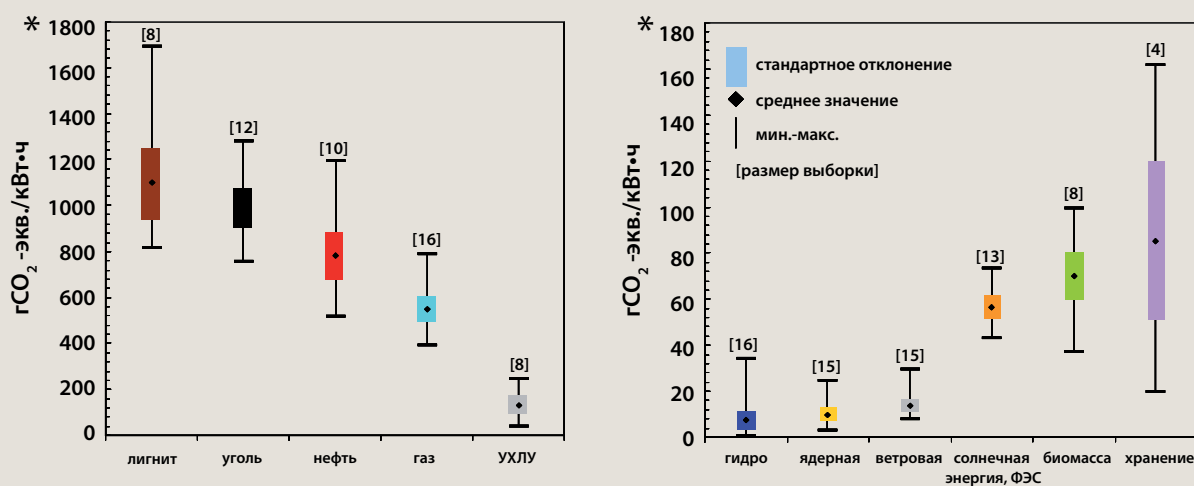 *
гCO₂ -экв./кВт•ч
1800
1600
1400
1200
1000
800
600
400
200
0
[8]
[12]
[10]
[16]
[8]
лигнит
уголь
нефть
газ
УХЛУ
*
гCO₂ -экв./кВт•ч
180
160
140
120
100
80
60
40
20
0
стандартное отклонение
среднее значение
мин.-макс.
[размер выборки]
[16]
[15]
[15]
[13]
[8]
[4]
гидро
ядерная
ветровая
солнечная
энергия, ФЭС
биомасса
хранение